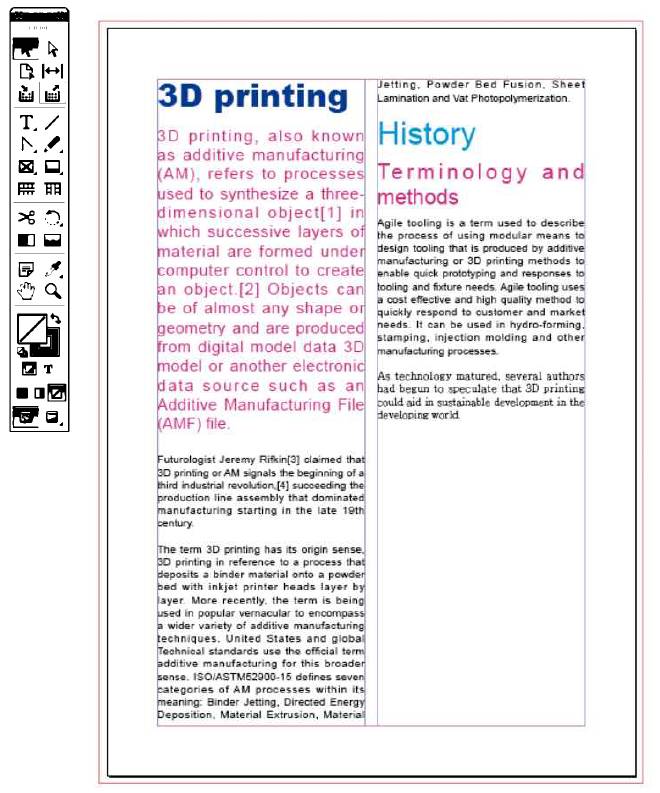 3D printing
3D printing, also known
as additive manufacturing
(AM), refers to processes
used to synthesize a three-
dimensional object[1] in
which successive layers of
material are formed under
computer control to create
an object.[2] Objects can
be of almost any shape or
geometry and are produced
from digital model data 3D
model or another electronic
data source such as an
Additive Manufacturing File
(AMF) file.
Futurologist Jeremy Rifkin[3] claimed that
3D printing or AM signals the beginning of a
third industrial revolution,[4] succeeding the
production line assembly that dominated
manufacturing starting in the late 19th
century.
The term 3D printing has its origin sense,
3D printing in reference to a process that
deposits a binder material onto a powder
bed with inkjet printer heads layer by
layer. More recently, the term is being
used in popular vernacular to encompass
a wider variety of additive manufacturing
techniques. United States and global
Technical standards use the official term
additive manufacturing for this broader
sense. ISO/ASTM52900-15 defines seven
categories of AM processes within its
meaning: Binder Jetting, Directed Energy
Deposition, Material Extrusion, Material
Jetting, Powder Bed Fusion, Sheet
Lamination and Vat Photopolymerization.
History
Terminology and
methods
Agile tooling is a term used to describe
the process of using modular means to
design tooling that is produced by additive
manufacturing or 3D printing methods to
enable quick prototyping and responses to
tooling and fixture needs. Agile tooling uses
a cost effective and high quality method to
quickly respond to customer and market
needs. It can be used in hydro-forming,
stamping, injection molding and other
manufacturing processes.
As technology matured, several authors
had begun to speculate that 3D printing
could aid in sustainable development in the
developing world.